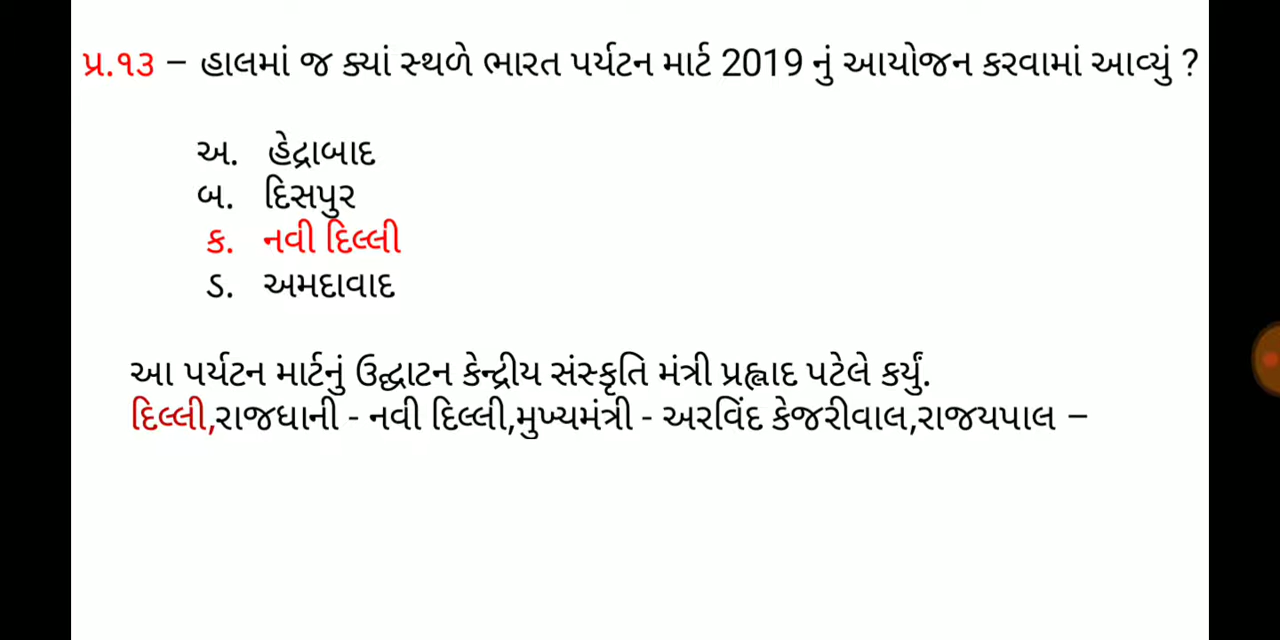 પ્ર.૧૩ – હાલમાં જ ક્યાં સ્થળે ભારત પર્યટન માર્ટ 2019 નું આયોજન કરવામાં આવ્યું ?
અ. હેદ્રાબાદ
બ. દિસપુર
ક. નવી દિલ્લી
ડ. અમદાવાદ
આ પર્યટન માર્ટનું ઉદ્ઘાટન કેન્દ્રીય સંસ્કૃતિ મંત્રી પ્રહ્લાદ પટેલે કર્યું.
દિલ્લી,રાજધાની - નવી દિલ્લી,મુખ્યમંત્રી - અરવિંદ કેજરીવાલ,રાજયપાલ –